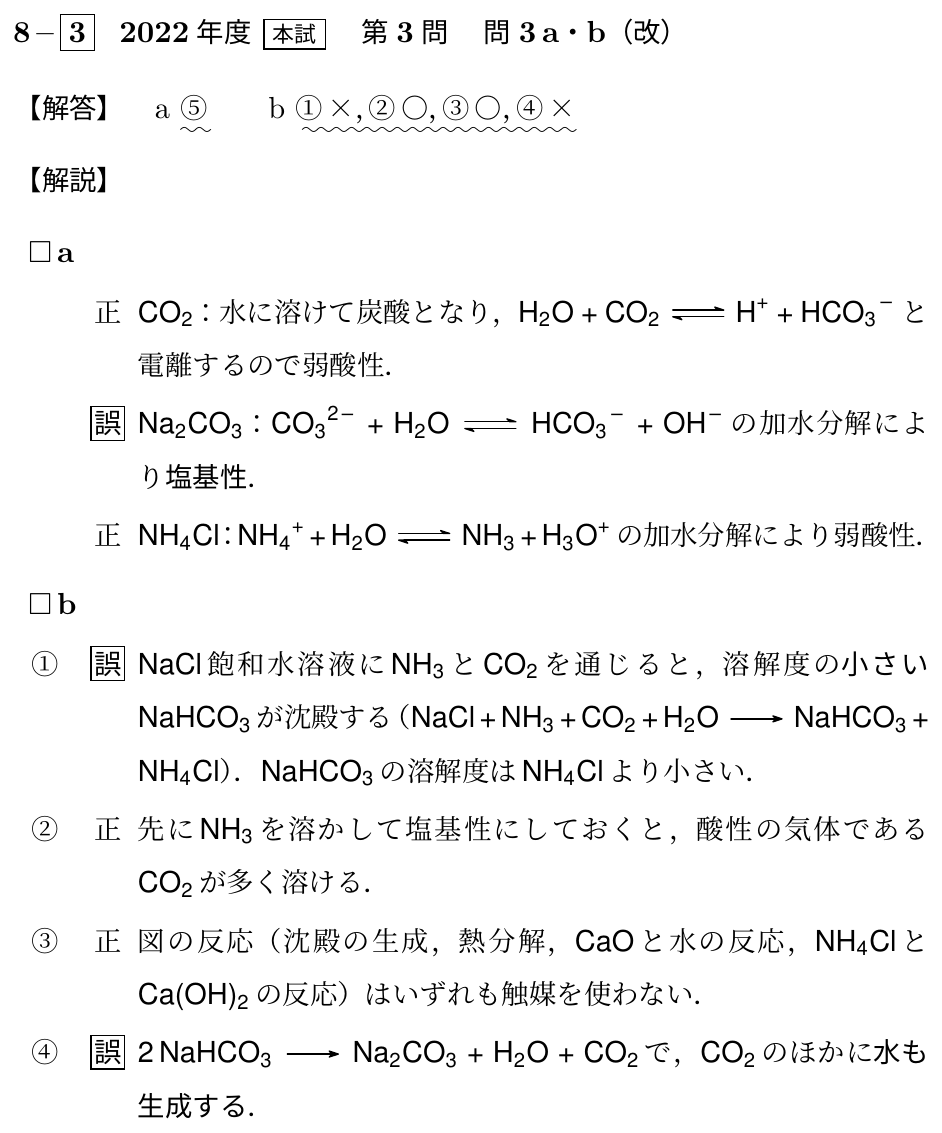 8－3 2022年度 本試 第3問 問3a・b（改）
【解答】 a ⑤ b ①×,②○,③○,④×
【解説】
□a
正 CO₂：水に溶けて炭酸となり，H₂O + CO₂ ⇌ H⁺ + HCO₃⁻ と
電離するので弱酸性．
誤 Na₂CO₃：CO₃²⁻ + H₂O ⇌ HCO₃⁻ + OH⁻ の加水分解によ
り塩基性．
正 NH₄Cl：NH₄⁺ + H₂O ⇌ NH₃ + H₃O⁺ の加水分解により弱酸性．
□b
① 誤 NaCl飽和水溶液にNH₃とCO₂を通じると，溶解度の小さい
NaHCO₃が沈殿する（NaCl + NH₃ + CO₂ + H₂O ⟶ NaHCO₃ +
NH₄Cl）．NaHCO₃の溶解度はNH₄Clより小さい．
② 正 先にNH₃を溶かして塩基性にしておくと，酸性の気体である
CO₂が多く溶ける．
③ 正 図の反応（沈殿の生成，熱分解，CaOと水の反応，NH₄Clと
Ca(OH)₂の反応）はいずれも触媒を使わない．
④ 誤 2 NaHCO₃ ⟶ Na₂CO₃ + H₂O + CO₂で，CO₂のほかに水も
生成する．